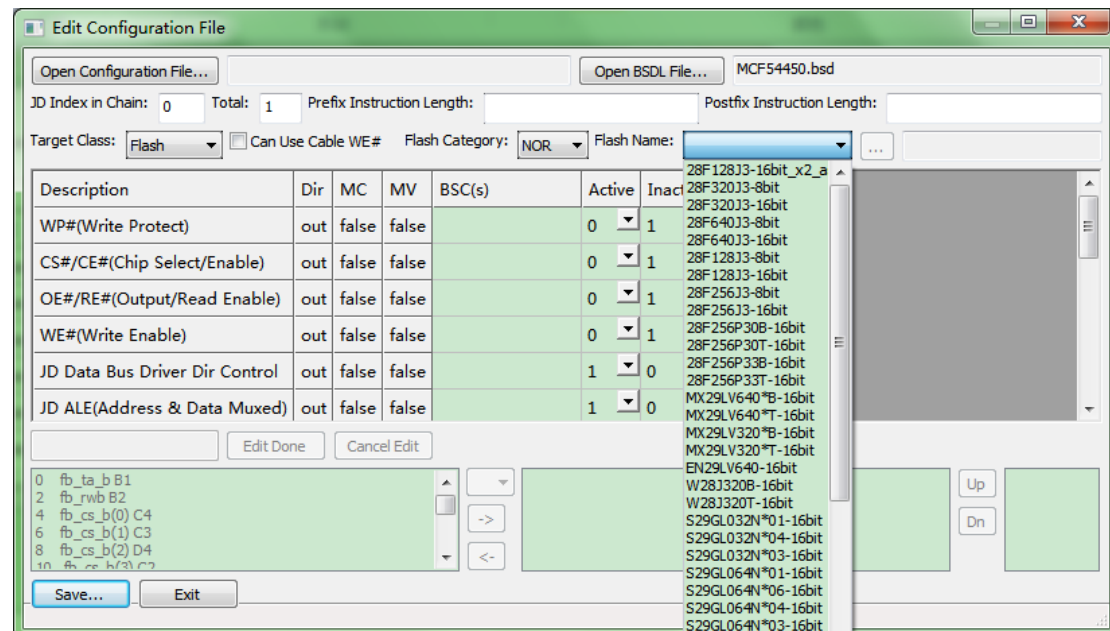 Edit Configuration File
Open Configuration File... Open BSDL File... MCF54450.bsd
JD Index in Chain: 0 Total: 1 Prefix Instruction Length: Postfix Instruction Length:
Target Class: Flash Can Use Cable WE# Flash Category: NOR Flash Name: ...
Description Dir MC MV BSC(s) Active Inact
WP#(Write Protect) out false false 0 1
CS#/CE#(Chip Select/Enable) out false false 0 1
OE#/RE#(Output/Read Enable) out false false 0 1
WE#(Write Enable) out false false 0 1
JD Data Bus Driver Dir Control out false false 1 0
JD ALE(Address & Data Muxed) out false false 1 0
28F128J3-16bit_x2_a
28F320J3-8bit
28F320J3-16bit
28F640J3-8bit
28F640J3-16bit
28F128J3-8bit
28F128J3-16bit
28F256J3-8bit
28F256J3-16bit
28F256P30B-16bit
28F256P30T-16bit
28F256P33B-16bit
28F256P33T-16bit
MX29LV640*B-16bit
MX29LV640*T-16bit
MX29LV320*B-16bit
MX29LV320*T-16bit
EN29LV640-16bit
W28J320B-16bit
W28J320T-16bit
S29GL032N*01-16bit
S29GL032N*04-16bit
S29GL032N*03-16bit
S29GL064N*01-16bit
S29GL064N*06-16bit
S29GL064N*04-16bit
S29GL064N*03-16bit
Edit Done Cancel Edit
0 fb_ta_b B1
2 fb_rwb B2
4 fb_cs_b(0) C4
6 fb_cs_b(1) C3
8 fb_cs_b(2) D4
10 fb_cs_b(3) C2
->
<-
Up
Dn
Save... Exit